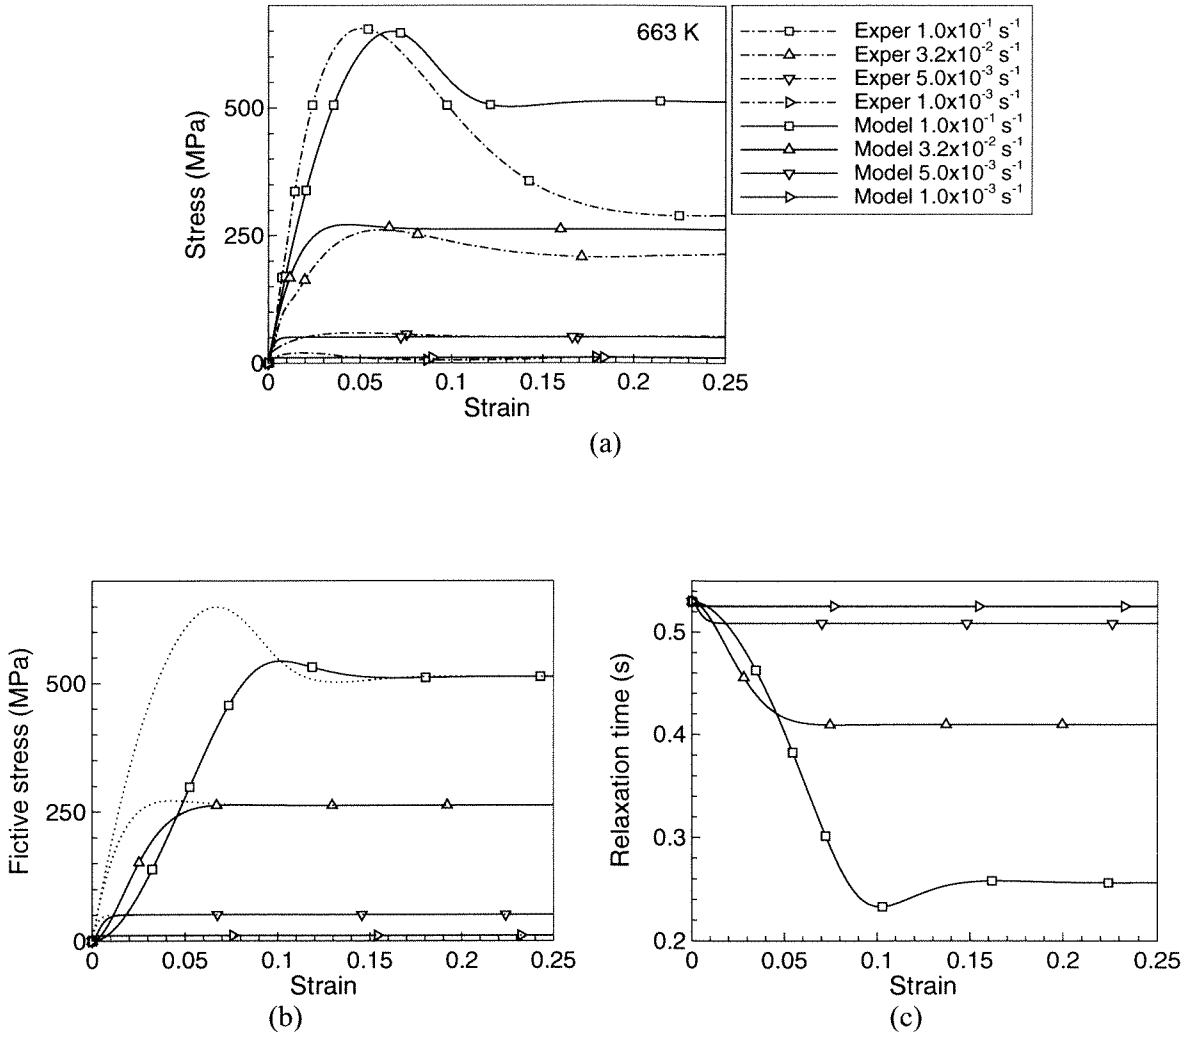 663 K
Exper 1.0x10⁻¹ s⁻¹
Exper 3.2x10⁻² s⁻¹
Exper 5.0x10⁻³ s⁻¹
Exper 1.0x10⁻³ s⁻¹
Model 1.0x10⁻¹ s⁻¹
Model 3.2x10⁻² s⁻¹
Model 5.0x10⁻³ s⁻¹
Model 1.0x10⁻³ s⁻¹
Stress (MPa)
500
250
0
0 0.05 0.1 0.15 0.2 0.25
Strain
(a)
Fictive stress (MPa)
500
250
0
0 0.05 0.1 0.15 0.2 0.25
Strain
(b)
Relaxation time (s)
0.5
0.4
0.3
0.2
0 0.05 0.1 0.15 0.2 0.25
Strain
(c)